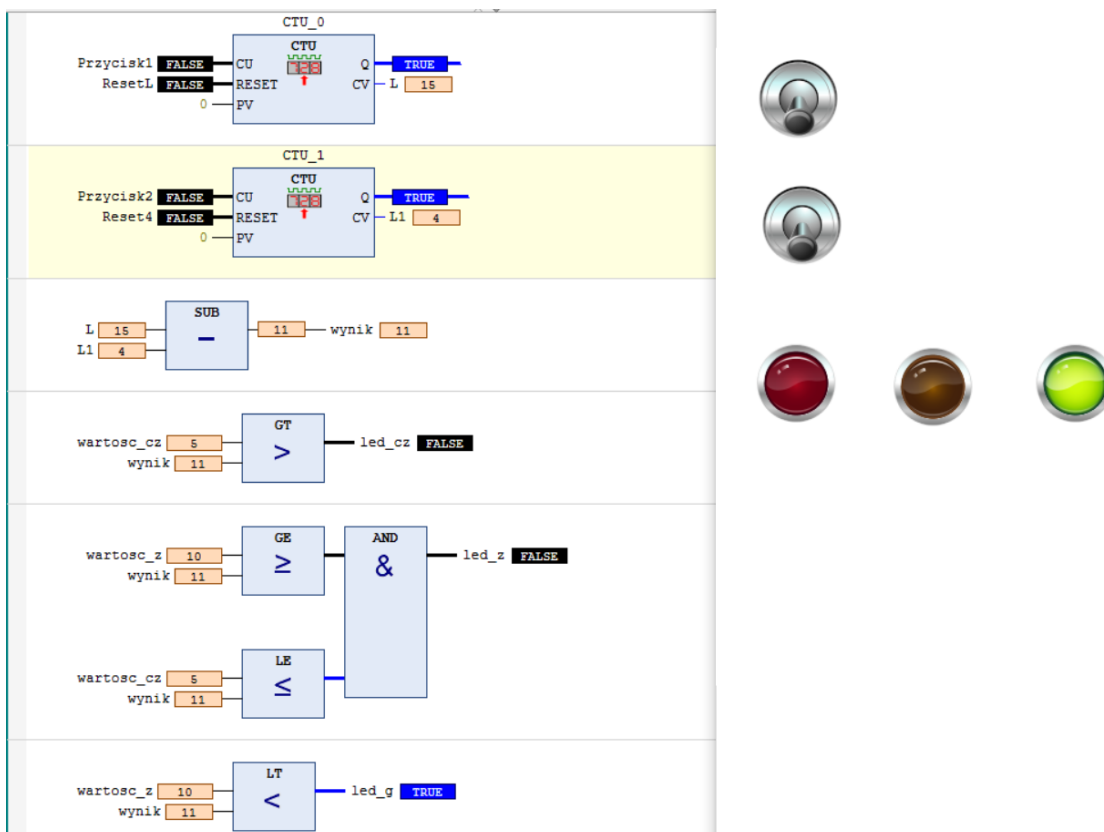 CTU_0
CTU
Przycisk1 FALSE CU Q TRUE
ResetL FALSE RESET CV L 15
0 PV
CTU_1
CTU
Przycisk2 FALSE CU Q TRUE
Reset4 FALSE RESET CV L1 4
0 PV
SUB
L 15 11 wynik 11
L1 4
−
GT
wartosc_cz 5 led_cz FALSE
wynik 11
>
GE AND
wartosc_z 10 led_z FALSE
wynik 11
≥ &
LE
wartosc_cz 5
wynik 11
≤
LT
wartosc_z 10 led_g TRUE
wynik 11
<